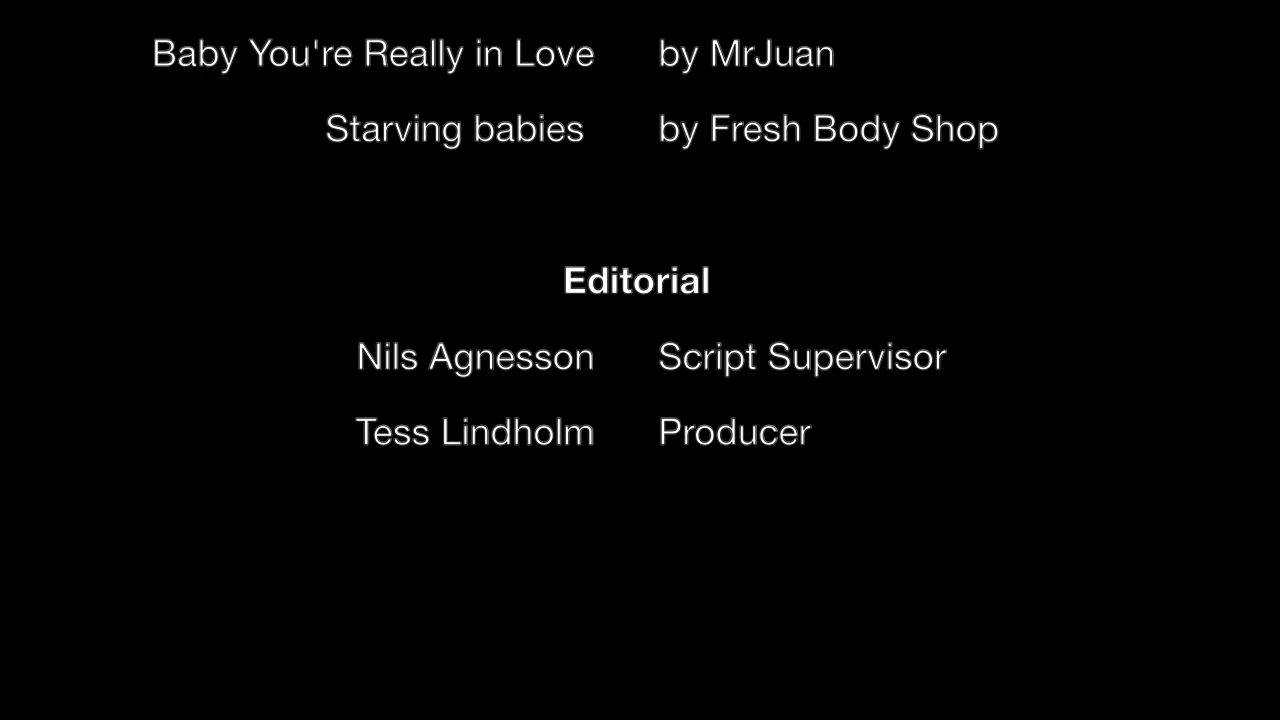 Baby You're Really in Love by MrJuan
Starving babies by Fresh Body Shop
Editorial
Nils Agnesson Script Supervisor
Tess Lindholm Producer